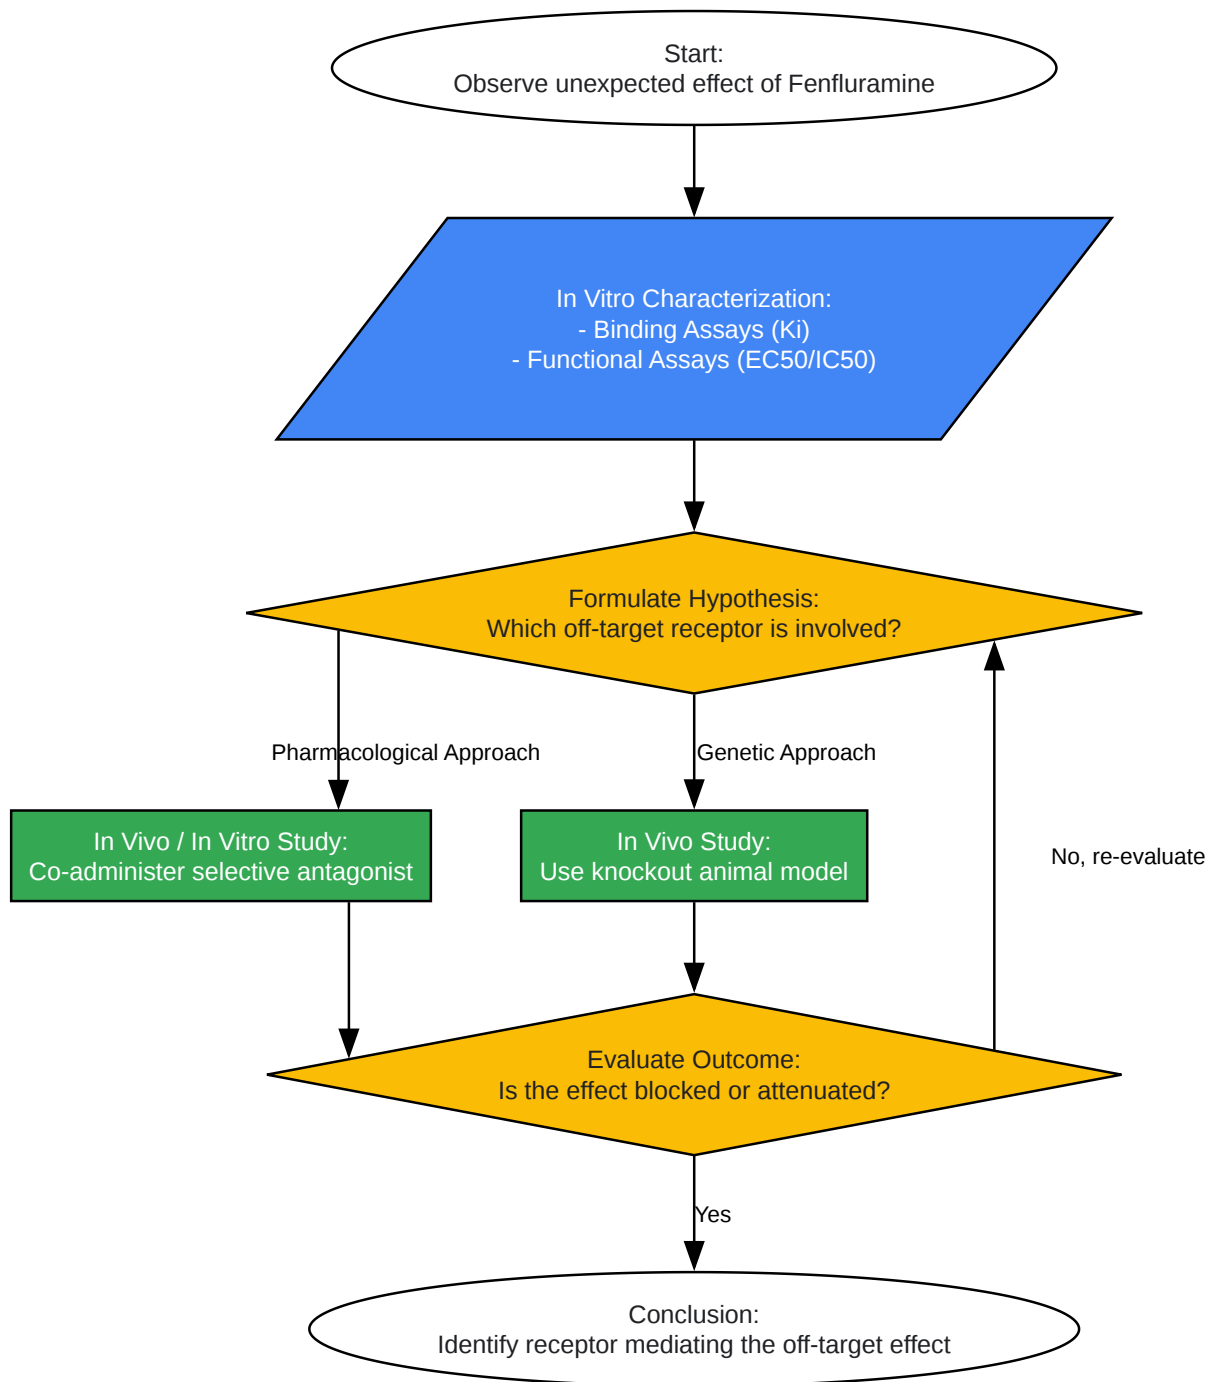 Start:
Observe unexpected effect of Fenfluramine
In Vitro Characterization:
- Binding Assays (Ki)
- Functional Assays (EC50/IC50)
Formulate Hypothesis:
Which off-target receptor is involved?
Pharmacological Approach
Genetic Approach
In Vivo / In Vitro Study:
Co-administer selective antagonist
In Vivo Study:
Use knockout animal model
No, re-evaluate
Evaluate Outcome:
Is the effect blocked or attenuated?
Yes
Conclusion:
Identify receptor mediating the off-target effect